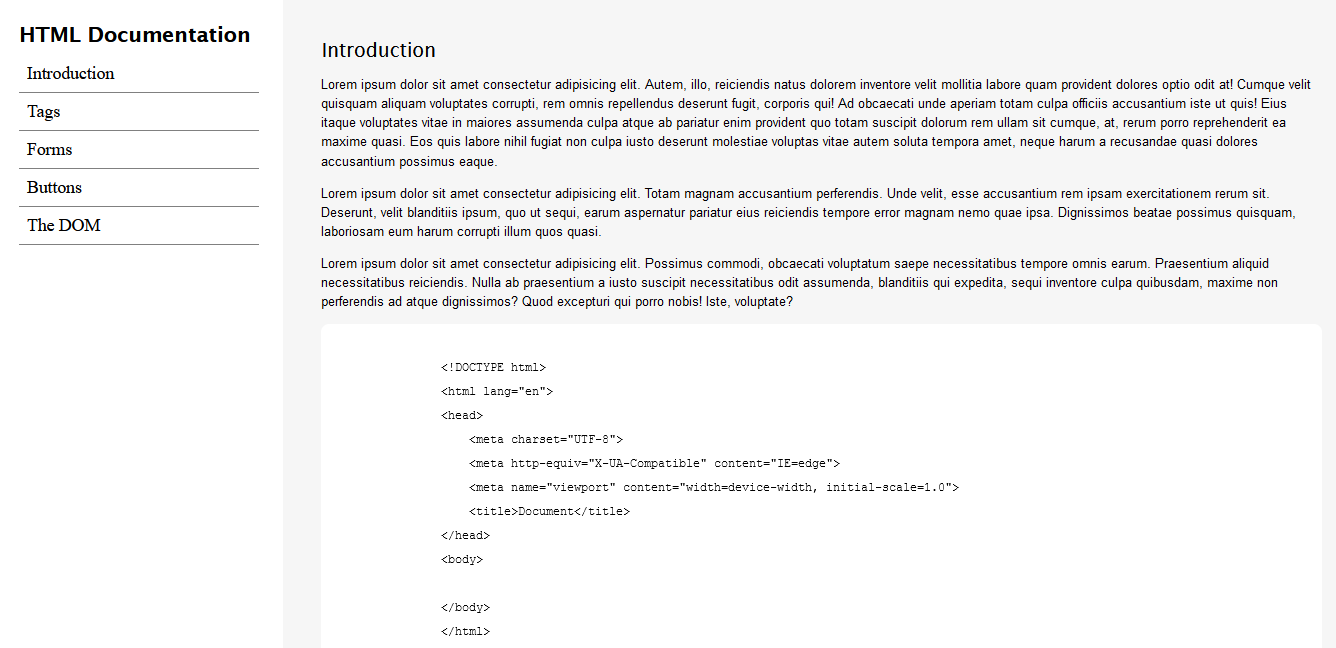 HTML Documentation
Introduction
Tags
Forms
Buttons
The DOM
Introduction
Lorem ipsum dolor sit amet consectetur adipisicing elit. Autem, illo, reiciendis natus dolorem inventore velit mollitia labore quam provident dolores optio odit at! Cumque velit
quisquam aliquam voluptates corrupti, rem omnis repellendus deserunt fugit, corporis qui! Ad obcaecati unde aperiam totam culpa officiis accusantium iste ut quis! Eius
itaque voluptates vitae in maiores assumenda culpa atque ab pariatur enim provident quo totam suscipit dolorum rem ullam sit cumque, at, rerum porro reprehenderit ea
maxime quasi. Eos quis labore nihil fugiat non culpa iusto deserunt molestiae voluptas vitae autem soluta tempora amet, neque harum a recusandae quasi dolores
accusantium possimus eaque.
Lorem ipsum dolor sit amet consectetur adipisicing elit. Totam magnam accusantium perferendis. Unde velit, esse accusantium rem ipsam exercitationem rerum sit.
Deserunt, velit blanditiis ipsum, quo ut sequi, earum aspernatur pariatur eius reiciendis tempore error magnam nemo quae ipsa. Dignissimos beatae possimus quisquam,
laboriosam eum harum corrupti illum quos quasi.
Lorem ipsum dolor sit amet consectetur adipisicing elit. Possimus commodi, obcaecati voluptatum saepe necessitatibus tempore omnis earum. Praesentium aliquid
necessitatibus reiciendis. Nulla ab praesentium a iusto suscipit necessitatibus odit assumenda, blanditiis qui expedita, sequi inventore culpa quibusdam, maxime non
perferendis ad atque dignissimos? Quod excepturi qui porro nobis! Iste, voluptate?
<!DOCTYPE html>
<html lang="en">
<head>
    <meta charset="UTF-8">
    <meta http-equiv="X-UA-Compatible" content="IE=edge">
    <meta name="viewport" content="width=device-width, initial-scale=1.0">
    <title>Document</title>
</head>
<body>
</body>
</html>